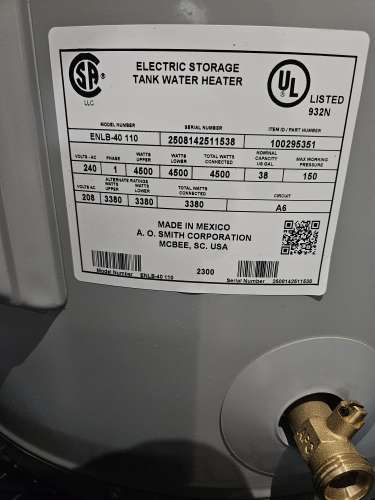 ELECTRIC STORAGE
TANK WATER HEATER
SA
LLC
UL
LISTED
932N
MODEL NUMBER SERIAL NUMBER ITEM ID / PART NUMBER
ENLB-40 110 2508142511538 100295351
VOLTS - AC PHASE WATTS UPPER WATTS LOWER TOTAL WATTS CONNECTED NOMINAL CAPACITY US GAL. MAX WORKING PRESSURE
240 1 4500 4500 4500 38 150
VOLTS - AC ALTERNATE RATINGS WATTS UPPER WATTS LOWER TOTAL WATTS CONNECTED CIRCUIT
208 3380 3380 3380 A6
MADE IN MEXICO
A. O. SMITH CORPORATION
MCBEE, SC. USA
Model Number ENLB-40 110 2300 Serial Number 2508142511538